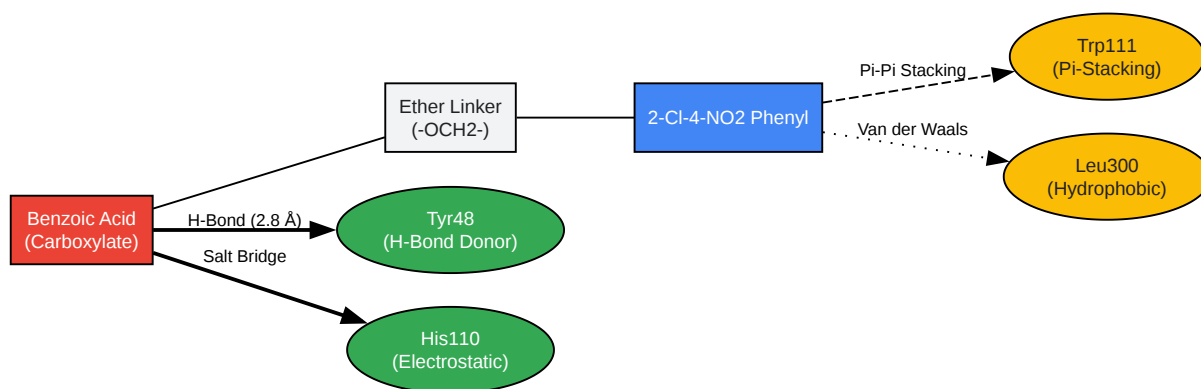 Trp111
(Pi-Stacking)
Pi-Pi Stacking
Ether Linker
(-OCH2-)
2-Cl-4-NO2 Phenyl
Van der Waals
Leu300
(Hydrophobic)
Benzoic Acid
(Carboxylate)
H-Bond (2.8 Å)
Tyr48
(H-Bond Donor)
Salt Bridge
His110
(Electrostatic)